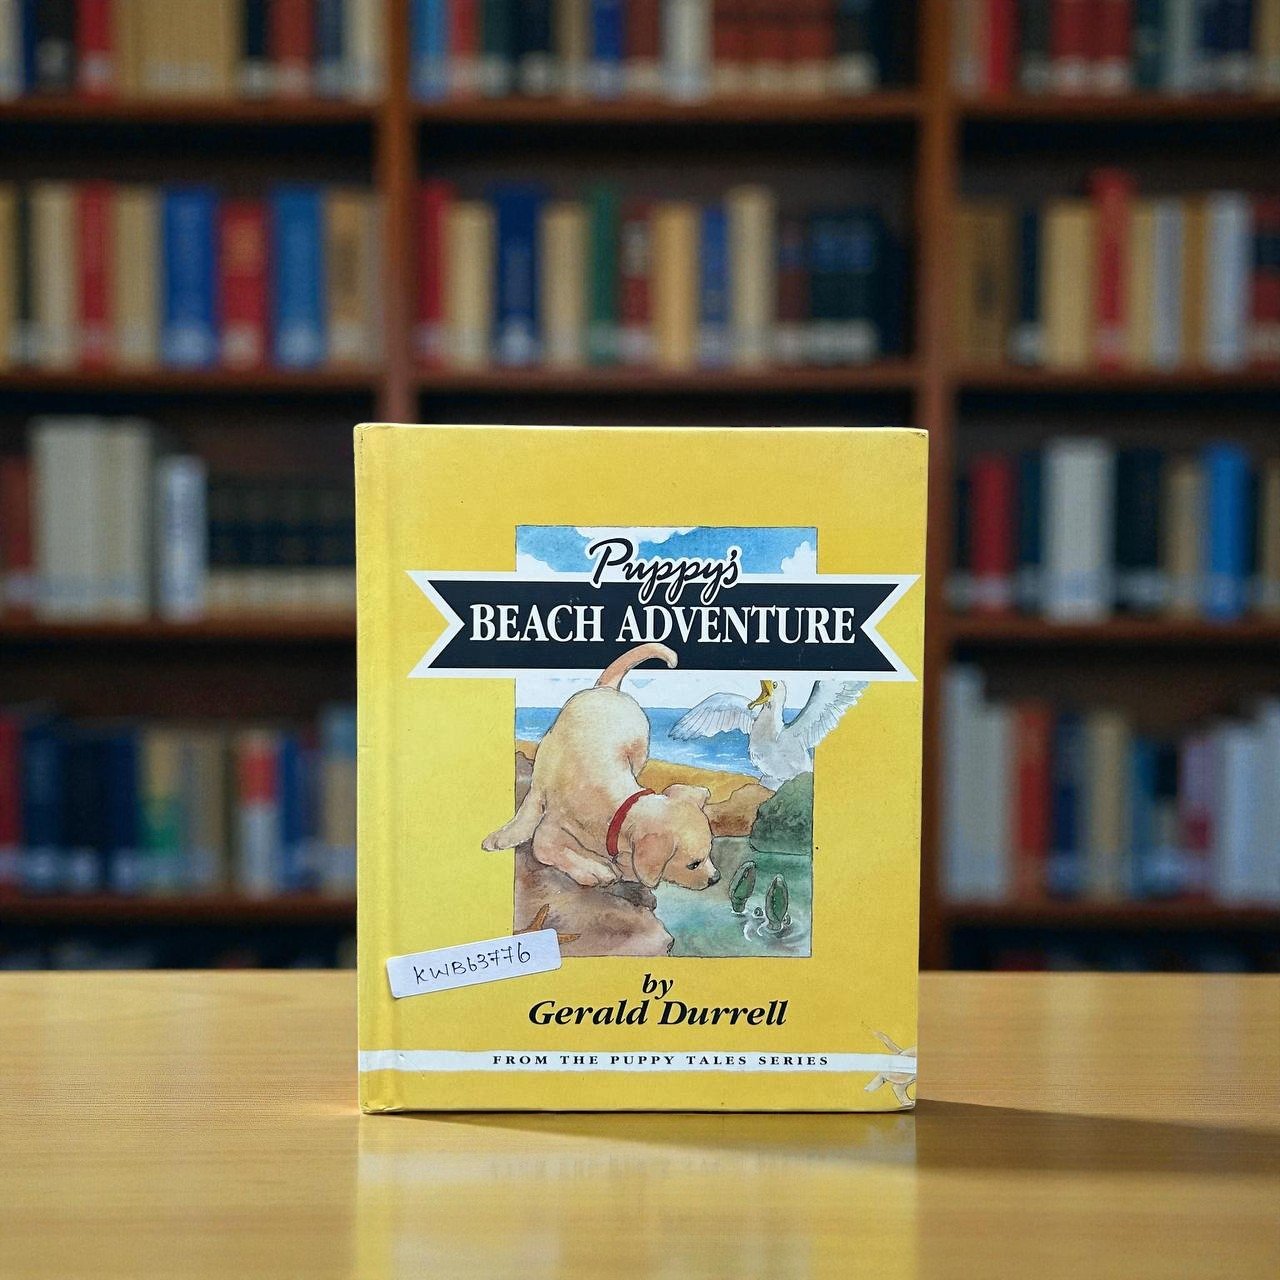 Puppy's
BEACH ADVENTURE
KWB63776
by
Gerald Durrell
FROM THE PUPPY TALES SERIES